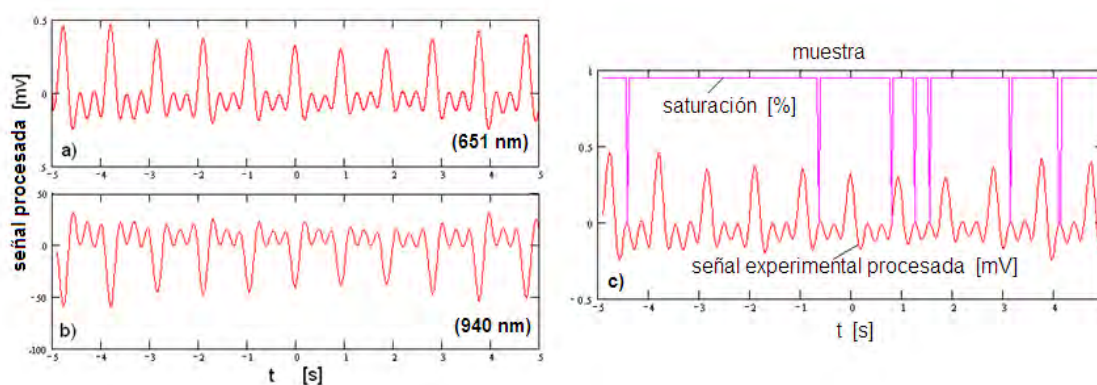 señal procesada [mv]
0.5
0
5
a)
(651 nm)
-5 -4 -3 -2 -1 0 1 2 3 4 5
50
0
-50
-100
b)
(940 nm)
-5 -4 -3 -2 -1 0 1 2 3 4 5
t [s]
muestra
1
0.5
0
-0.5
saturación [%]
señal experimental procesada [mV]
c)
-4 -3 -2 -1 0 1 2 3 4
t [s]